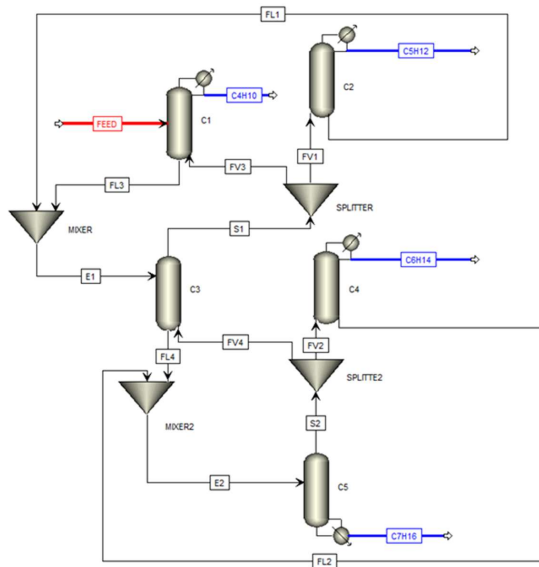 FL1
C5H12
C4H10
C2
FEED
C1
FV3
FV1
FL3
SPLITTER
S1
MIXER
C6H14
E1
C3
C4
FV4
FV2
FL4
SPLITTE2
MIXER2
S2
E2
C5
C7H16
FL2